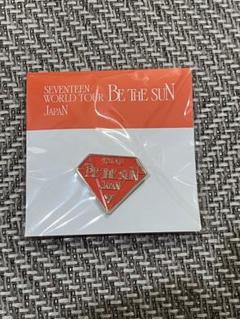 SEVENTEEN
WORLD TOUR BE THE SUN
JAPAN
BE THE SUN
JAPAN